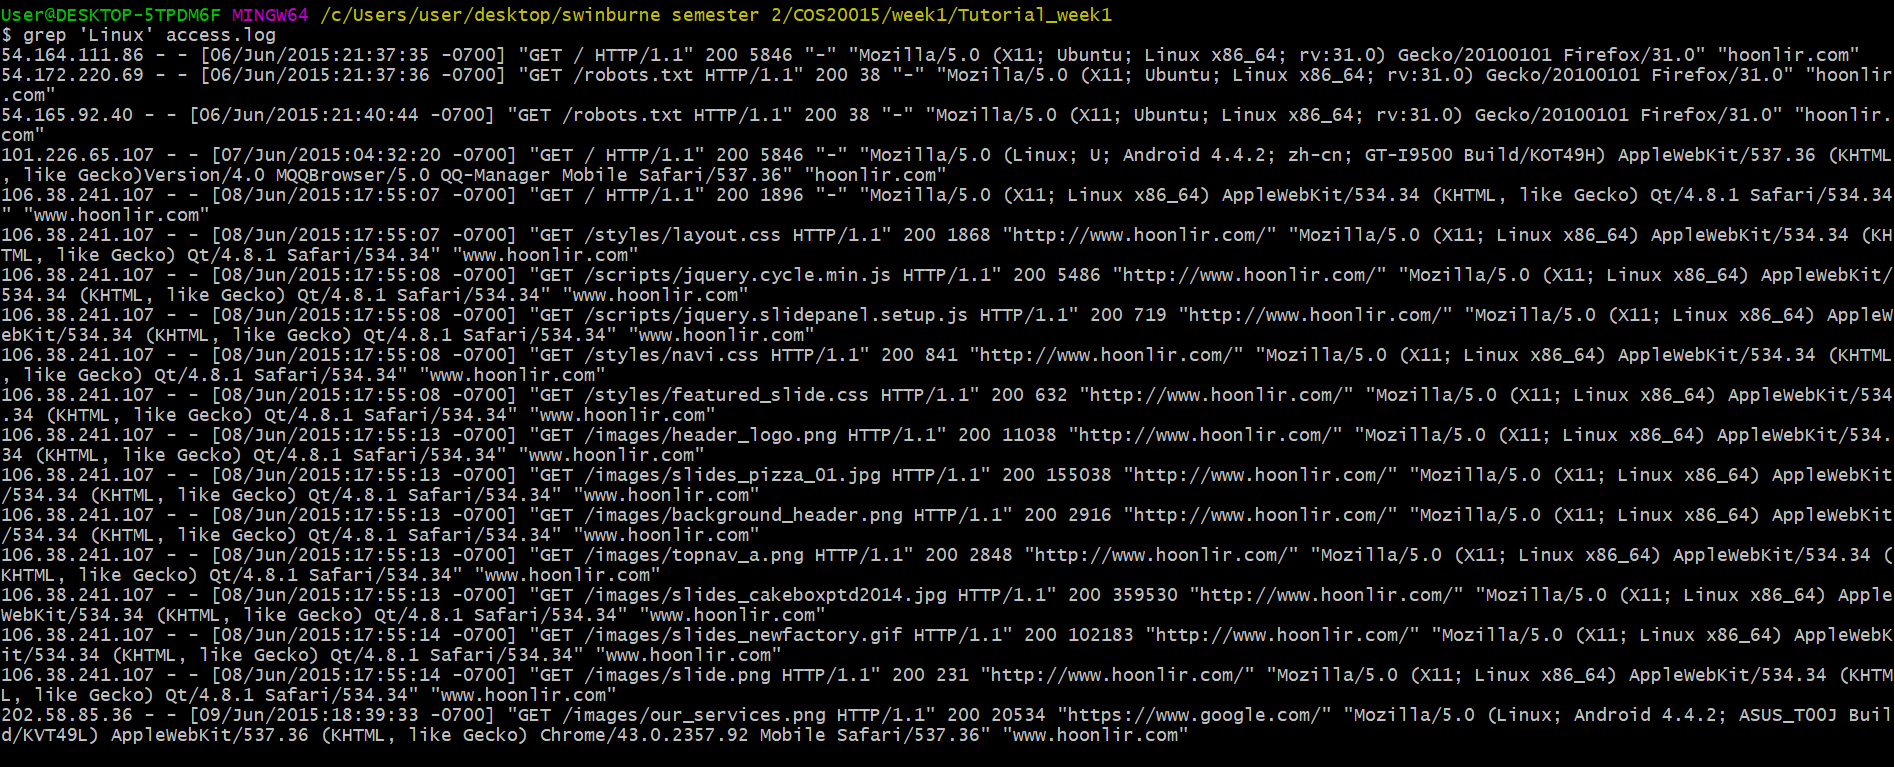 User@DESKTOP-5TPDM6F MINGW64 /c/Users/user/desktop/swinburne semester 2/COS20015/week1/Tutorial_week1
$ grep 'Linux' access.log
54.164.111.86 - - [06/Jun/2015:21:37:35 -0700] "GET / HTTP/1.1" 200 5846 "-" "Mozilla/5.0 (X11; Ubuntu; Linux x86_64; rv:31.0) Gecko/20100101 Firefox/31.0" "hoonlir.com"
54.172.220.69 - - [06/Jun/2015:21:37:36 -0700] "GET /robots.txt HTTP/1.1" 200 38 "-" "Mozilla/5.0 (X11; Ubuntu; Linux x86_64; rv:31.0) Gecko/20100101 Firefox/31.0" "hoonlir
.com"
54.165.92.40 - - [06/Jun/2015:21:40:44 -0700] "GET /robots.txt HTTP/1.1" 200 38 "-" "Mozilla/5.0 (X11; Ubuntu; Linux x86_64; rv:31.0) Gecko/20100101 Firefox/31.0" "hoonlir.
com"
101.226.65.107 - - [07/Jun/2015:04:32:20 -0700] "GET / HTTP/1.1" 200 5846 "-" "Mozilla/5.0 (Linux; U; Android 4.4.2; zh-cn; GT-I9500 Build/KOT49H) AppleWebKit/537.36 (KHTML
, like Gecko)Version/4.0 MQQBrowser/5.0 QQ-Manager Mobile Safari/537.36" "hoonlir.com"
106.38.241.107 - - [08/Jun/2015:17:55:07 -0700] "GET / HTTP/1.1" 200 1896 "-" "Mozilla/5.0 (X11; Linux x86_64) AppleWebKit/534.34 (KHTML, like Gecko) Qt/4.8.1 Safari/534.34
" "www.hoonlir.com"
106.38.241.107 - - [08/Jun/2015:17:55:07 -0700] "GET /styles/layout.css HTTP/1.1" 200 1868 "http://www.hoonlir.com/" "Mozilla/5.0 (X11; Linux x86_64) AppleWebKit/534.34 (KH
TML, like Gecko) Qt/4.8.1 Safari/534.34" "www.hoonlir.com"
106.38.241.107 - - [08/Jun/2015:17:55:08 -0700] "GET /scripts/jquery.cycle.min.js HTTP/1.1" 200 5486 "http://www.hoonlir.com/" "Mozilla/5.0 (X11; Linux x86_64) AppleWebKit/
534.34 (KHTML, like Gecko) Qt/4.8.1 Safari/534.34" "www.hoonlir.com"
106.38.241.107 - - [08/Jun/2015:17:55:08 -0700] "GET /scripts/jquery.slidepanel.setup.js HTTP/1.1" 200 719 "http://www.hoonlir.com/" "Mozilla/5.0 (X11; Linux x86_64) AppleW
ebKit/534.34 (KHTML, like Gecko) Qt/4.8.1 Safari/534.34" "www.hoonlir.com"
106.38.241.107 - - [08/Jun/2015:17:55:08 -0700] "GET /styles/navi.css HTTP/1.1" 200 841 "http://www.hoonlir.com/" "Mozilla/5.0 (X11; Linux x86_64) AppleWebKit/534.34 (KHTML
, like Gecko) Qt/4.8.1 Safari/534.34" "www.hoonlir.com"
106.38.241.107 - - [08/Jun/2015:17:55:08 -0700] "GET /styles/featured_slide.css HTTP/1.1" 200 632 "http://www.hoonlir.com/" "Mozilla/5.0 (X11; Linux x86_64) AppleWebKit/534
.34 (KHTML, like Gecko) Qt/4.8.1 Safari/534.34" "www.hoonlir.com"
106.38.241.107 - - [08/Jun/2015:17:55:13 -0700] "GET /images/header_logo.png HTTP/1.1" 200 11038 "http://www.hoonlir.com/" "Mozilla/5.0 (X11; Linux x86_64) AppleWebKit/534.
34 (KHTML, like Gecko) Qt/4.8.1 Safari/534.34" "www.hoonlir.com"
106.38.241.107 - - [08/Jun/2015:17:55:13 -0700] "GET /images/slides_pizza_01.jpg HTTP/1.1" 200 155038 "http://www.hoonlir.com/" "Mozilla/5.0 (X11; Linux x86_64) AppleWebKit
/534.34 (KHTML, like Gecko) Qt/4.8.1 Safari/534.34" "www.hoonlir.com"
106.38.241.107 - - [08/Jun/2015:17:55:13 -0700] "GET /images/background_header.png HTTP/1.1" 200 2916 "http://www.hoonlir.com/" "Mozilla/5.0 (X11; Linux x86_64) AppleWebKit
/534.34 (KHTML, like Gecko) Qt/4.8.1 Safari/534.34" "www.hoonlir.com"
106.38.241.107 - - [08/Jun/2015:17:55:13 -0700] "GET /images/topnav_a.png HTTP/1.1" 200 2848 "http://www.hoonlir.com/" "Mozilla/5.0 (X11; Linux x86_64) AppleWebKit/534.34 (
KHTML, like Gecko) Qt/4.8.1 Safari/534.34" "www.hoonlir.com"
106.38.241.107 - - [08/Jun/2015:17:55:13 -0700] "GET /images/slides_cakeboxptd2014.jpg HTTP/1.1" 200 359530 "http://www.hoonlir.com/" "Mozilla/5.0 (X11; Linux x86_64) Apple
WebKit/534.34 (KHTML, like Gecko) Qt/4.8.1 Safari/534.34" "www.hoonlir.com"
106.38.241.107 - - [08/Jun/2015:17:55:14 -0700] "GET /images/slides_newfactory.gif HTTP/1.1" 200 102183 "http://www.hoonlir.com/" "Mozilla/5.0 (X11; Linux x86_64) AppleWebK
it/534.34 (KHTML, like Gecko) Qt/4.8.1 Safari/534.34" "www.hoonlir.com"
106.38.241.107 - - [08/Jun/2015:17:55:14 -0700] "GET /images/slide.png HTTP/1.1" 200 231 "http://www.hoonlir.com/" "Mozilla/5.0 (X11; Linux x86_64) AppleWebKit/534.34 (KHTM
L, like Gecko) Qt/4.8.1 Safari/534.34" "www.hoonlir.com"
202.58.85.36 - - [09/Jun/2015:18:39:33 -0700] "GET /images/our_services.png HTTP/1.1" 200 20534 "https://www.google.com/" "Mozilla/5.0 (Linux; Android 4.4.2; ASUS_T00J Buil
d/KVT49L) AppleWebKit/537.36 (KHTML, like Gecko) Chrome/43.0.2357.92 Mobile Safari/537.36" "www.hoonlir.com"